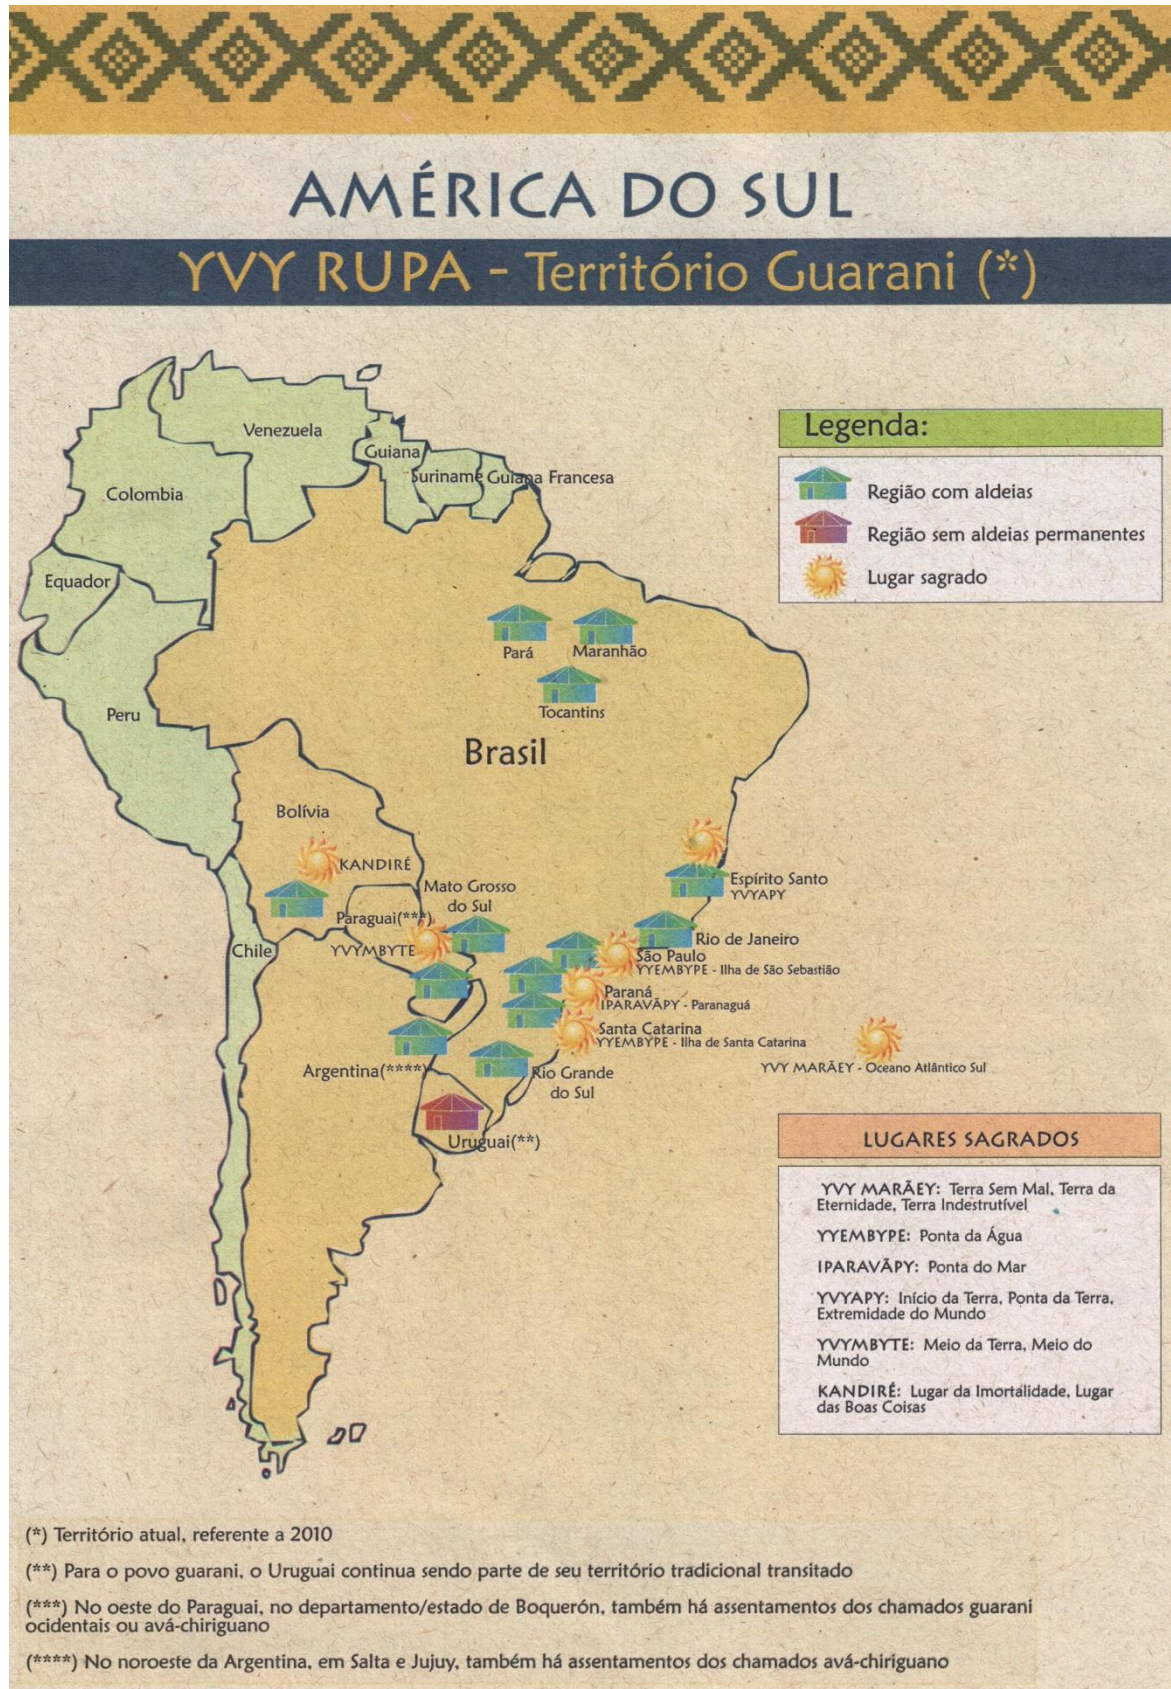 AMÉRICA DO SUL
YVY RUPA - Território Guarani (*)
Legenda:
Região com aldeias
Região sem aldeias permanentes
Lugar sagrado
Venezuela
Guiana
Suriname
Guiana Francesa
Colombia
Equador
Peru
Pará
Maranhão
Tocantins
Brasil
Bolívia
KANDIRÉ
Mato Grosso
do Sul
Paraguai(***)
YVYMBYTE
Chile
Espírito Santo
YVYAPY
Rio de Janeiro
São Paulo
YYEMBYPE - Ilha de São Sebastião
Paraná
IPARAVÃPY - Paranaguá
Santa Catarina
YYEMBYPE - Ilha de Santa Catarina
YVY MARÃEY - Oceano Atlântico Sul
Argentina(****)
Rio Grande
do Sul
Uruguai(**)
LUGARES SAGRADOS
YVY MARÃEY: Terra Sem Mal, Terra da
Eternidade, Terra Indestrutível
YYEMBYPE: Ponta da Água
IPARAVÃPY: Ponta do Mar
YVYAPY: Início da Terra, Ponta da Terra,
Extremidade do Mundo
YVYMBYTE: Meio da Terra, Meio do
Mundo
KANDIRÉ: Lugar da Imortalidade, Lugar
das Boas Coisas
(*) Território atual, referente a 2010
(**) Para o povo guarani, o Uruguai continua sendo parte de seu território tradicional transitado
(***) No oeste do Paraguai, no departamento/estado de Boquerón, também há assentamentos dos chamados guarani
ocidentais ou avá-chiriguano
(****) No noroeste da Argentina, em Salta e Jujuy, também há assentamentos dos chamados avá-chiriguano